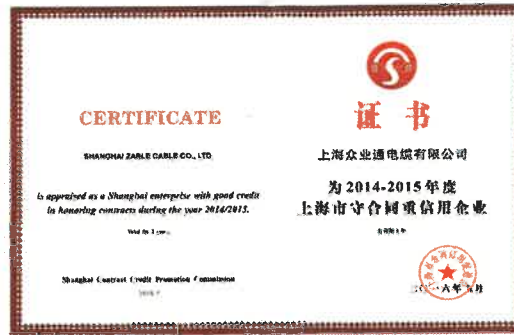 CERTIFICATE
SHANGHAI ZABLE CABLE CO., LTD
is appraised as a Shanghai enterprise with good credit
in honoring contracts during the year 2014/2015.
Shanghai Contract Credit Promotion Commission
证书
上海众业通电缆有限公司
为2014-2015年度
上海市守合同重信用企业